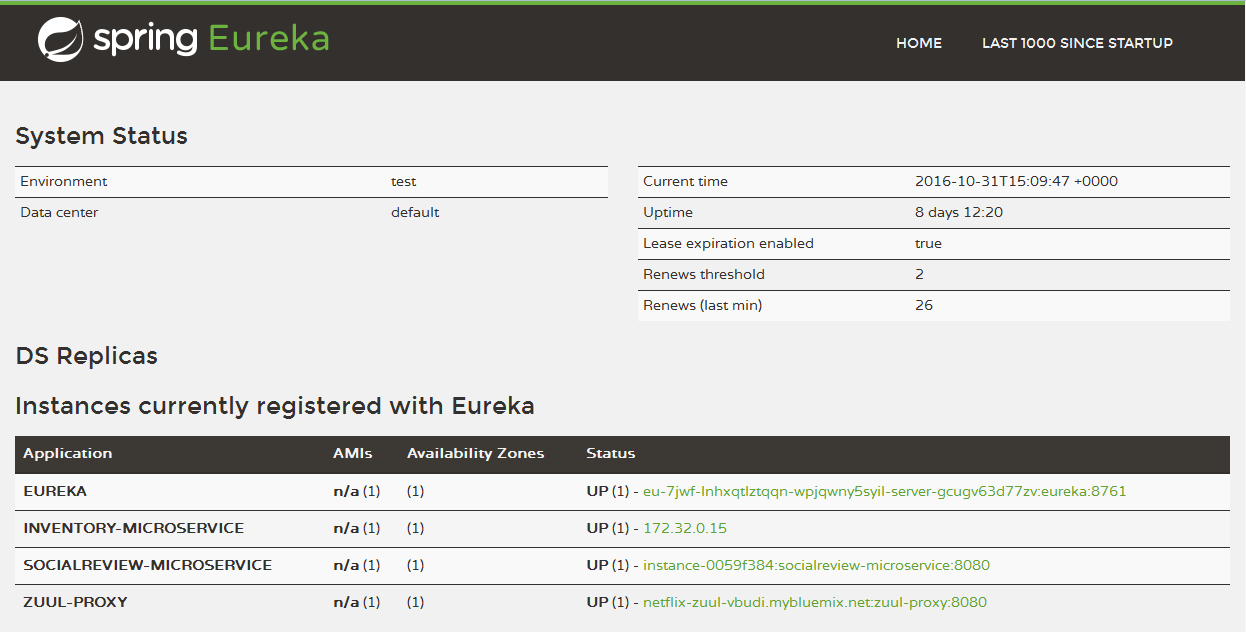 spring Eureka
HOME LAST 1000 SINCE STARTUP
System Status
Environment test
Data center default
Current time 2016-10-31T15:09:47 +0000
Uptime 8 days 12:20
Lease expiration enabled true
Renews threshold 2
Renews (last min) 26
DS Replicas
Instances currently registered with Eureka
Application AMIs Availability Zones Status
EUREKA n/a (1) (1) UP (1) - eu-7jwf-lnhxqtlztqqn-wpjqwny5syil-server-gcugv63d77zv:eureka:8761
INVENTORY-MICROSERVICE n/a (1) (1) UP (1) - 172.32.0.15
SOCIALREVIEW-MICROSERVICE n/a (1) (1) UP (1) - instance-0059f384:socialreview-microservice:8080
ZUUL-PROXY n/a (1) (1) UP (1) - netflix-zuul-vbudi.mybluemix.net:zuul-proxy:8080